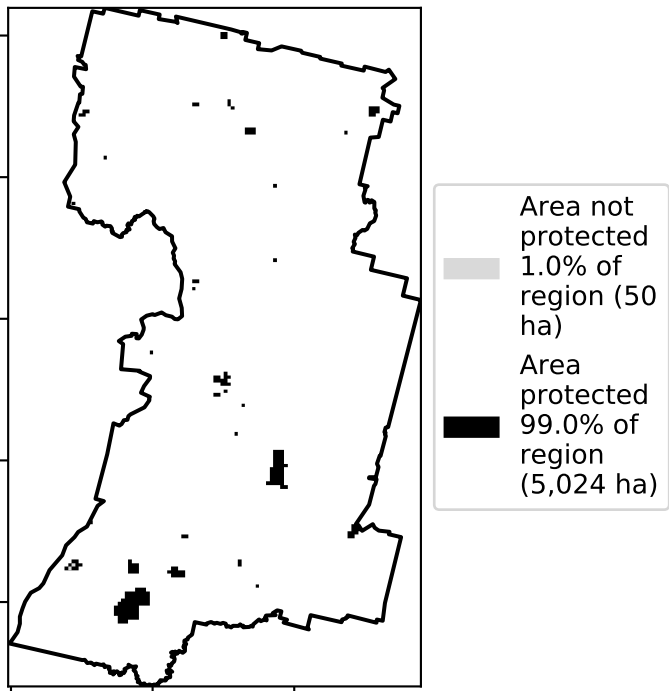 Area not
protected
1.0% of
region (50
ha)
Area
protected
99.0% of
region
(5,024 ha)